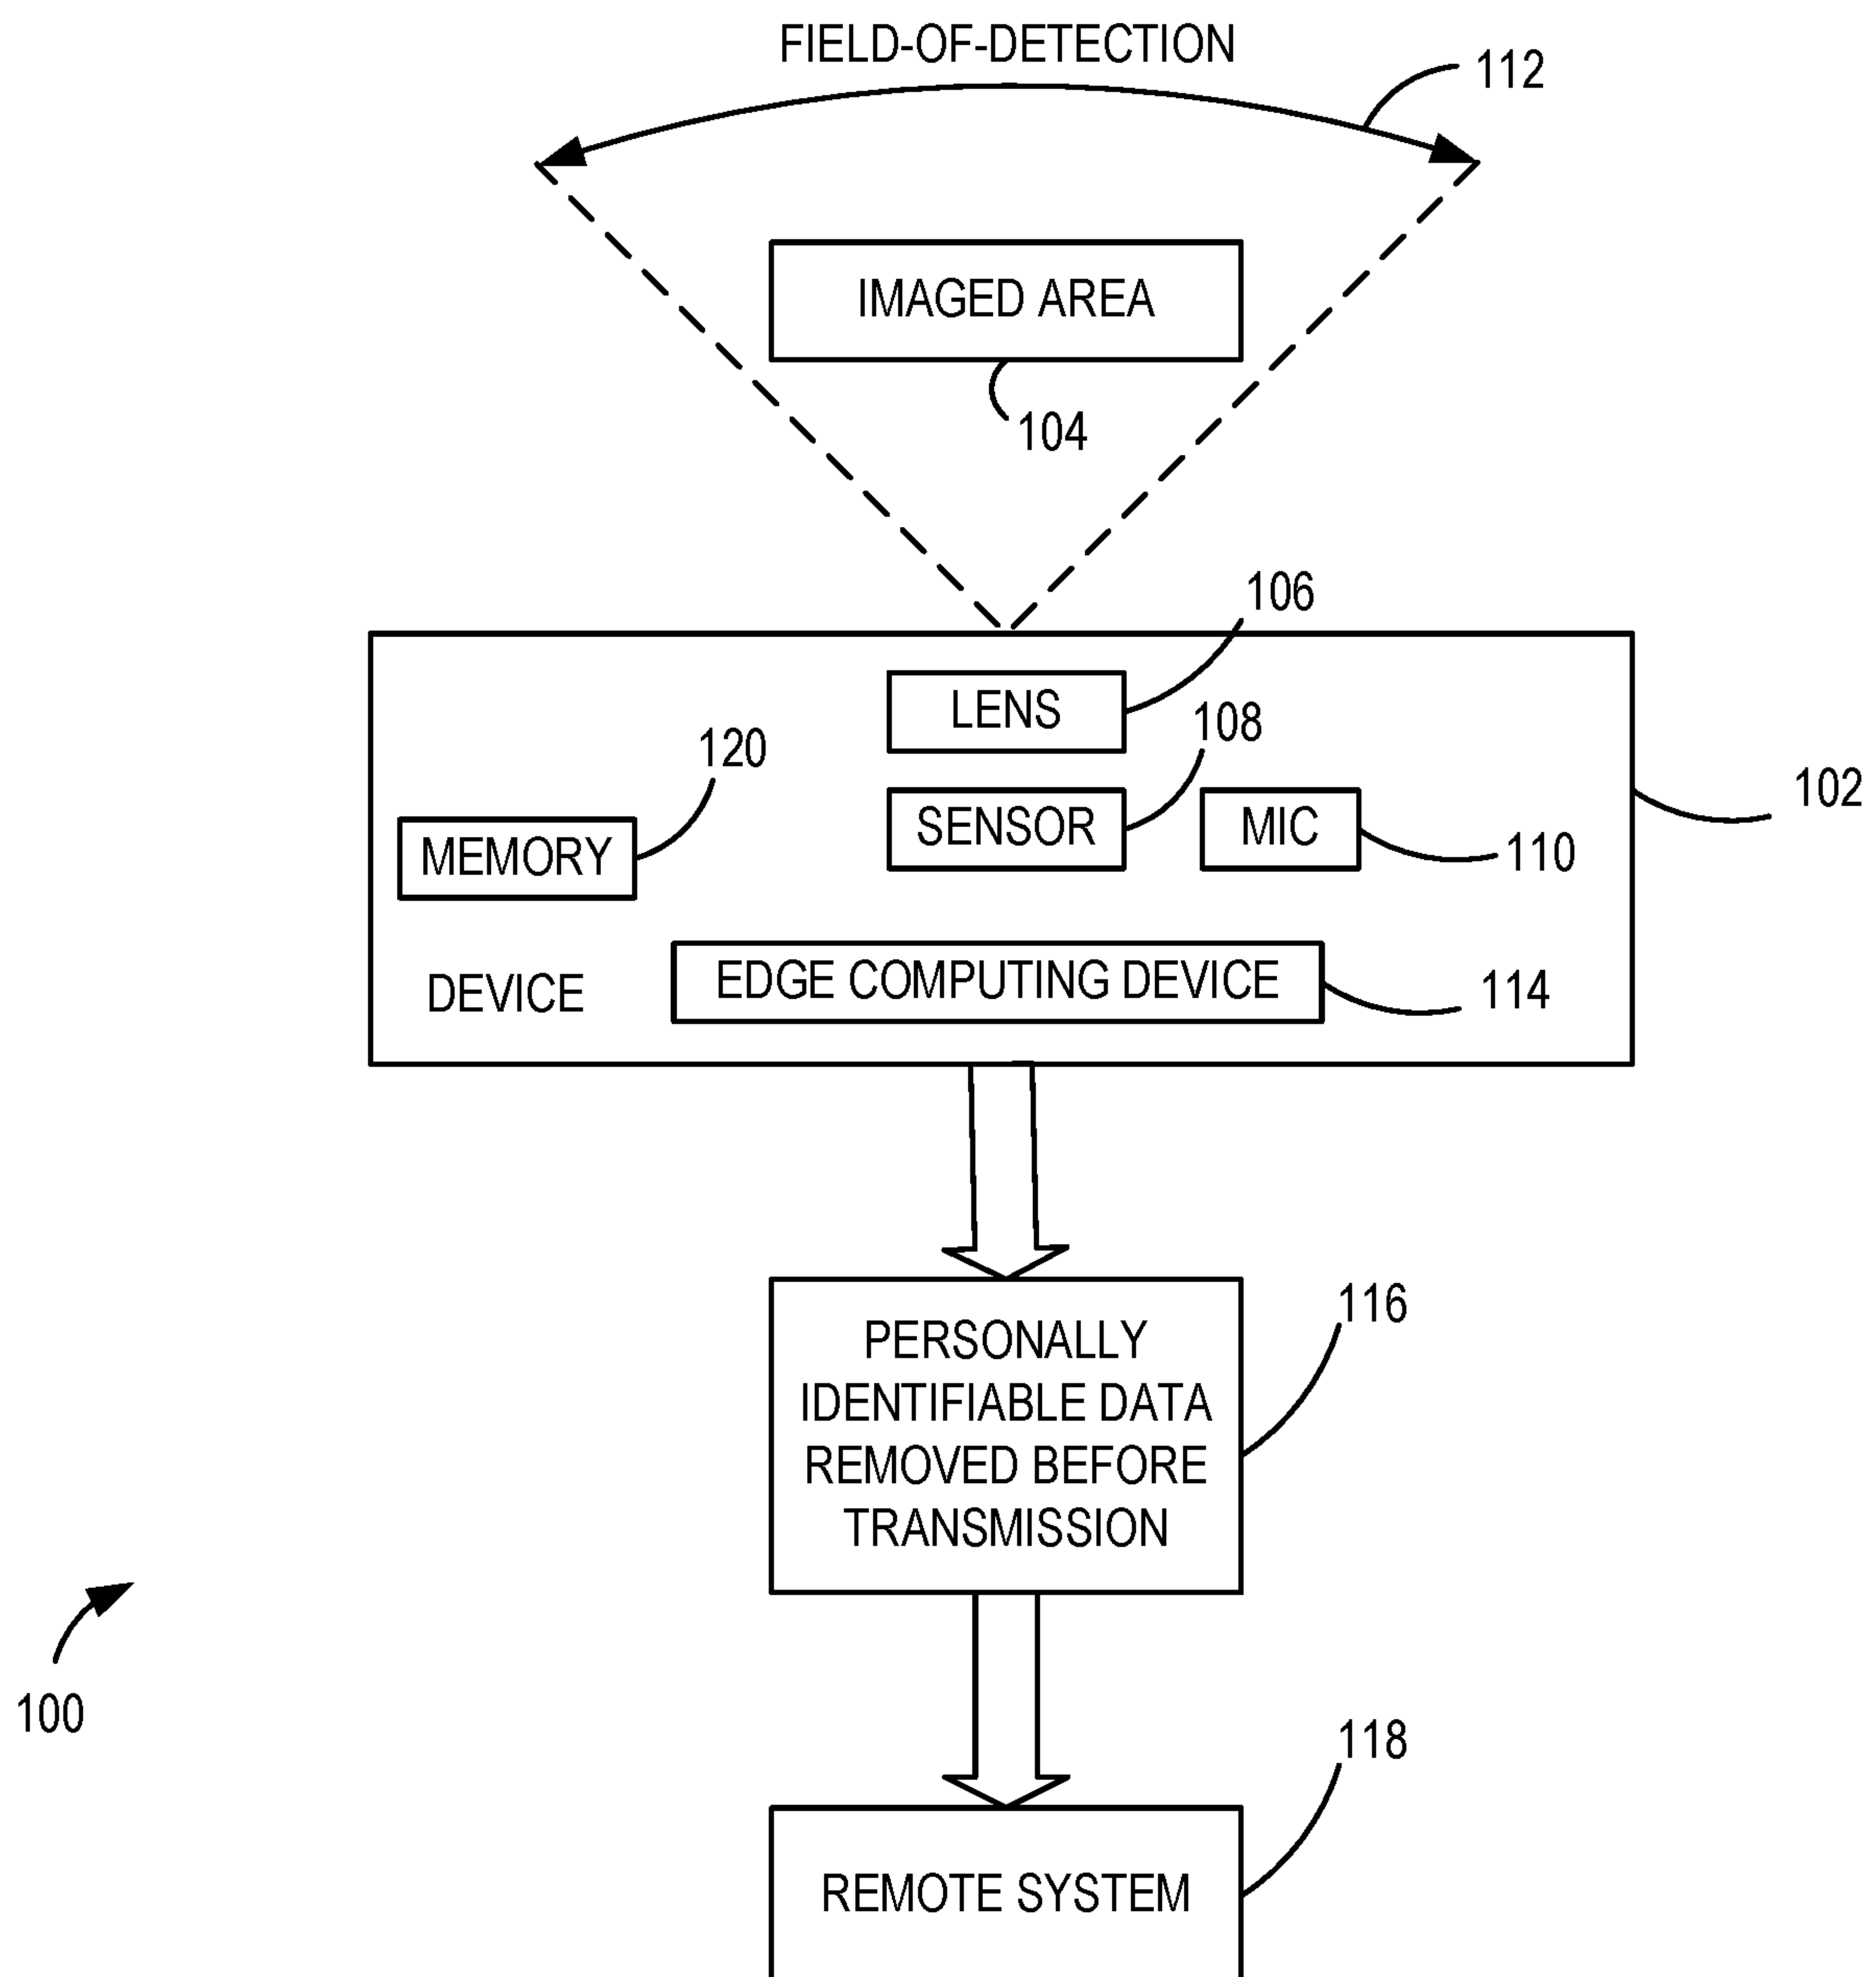 FIELD-OF-DETECTION
112
IMAGED AREA
104
106
LENS
108
120
102
SENSOR
MIC
MEMORY
110
DEVICE
EDGE COMPUTING DEVICE
114
116
PERSONALLY
IDENTIFIABLE DATA
REMOVED BEFORE
TRANSMISSION
100
118
REMOTE SYSTEM